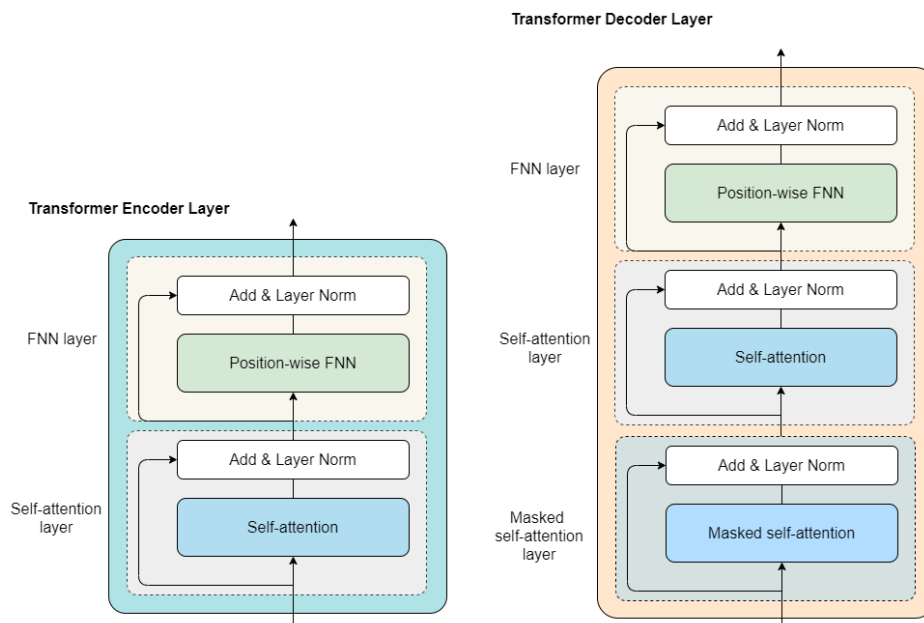 Transformer Encoder Layer
FNN layer
Add & Layer Norm
Position-wise FNN
Self-attention
layer
Add & Layer Norm
Self-attention
Transformer Decoder Layer
FNN layer
Add & Layer Norm
Position-wise FNN
Self-attention
layer
Add & Layer Norm
Self-attention
Masked
self-attention
layer
Add & Layer Norm
Masked self-attention